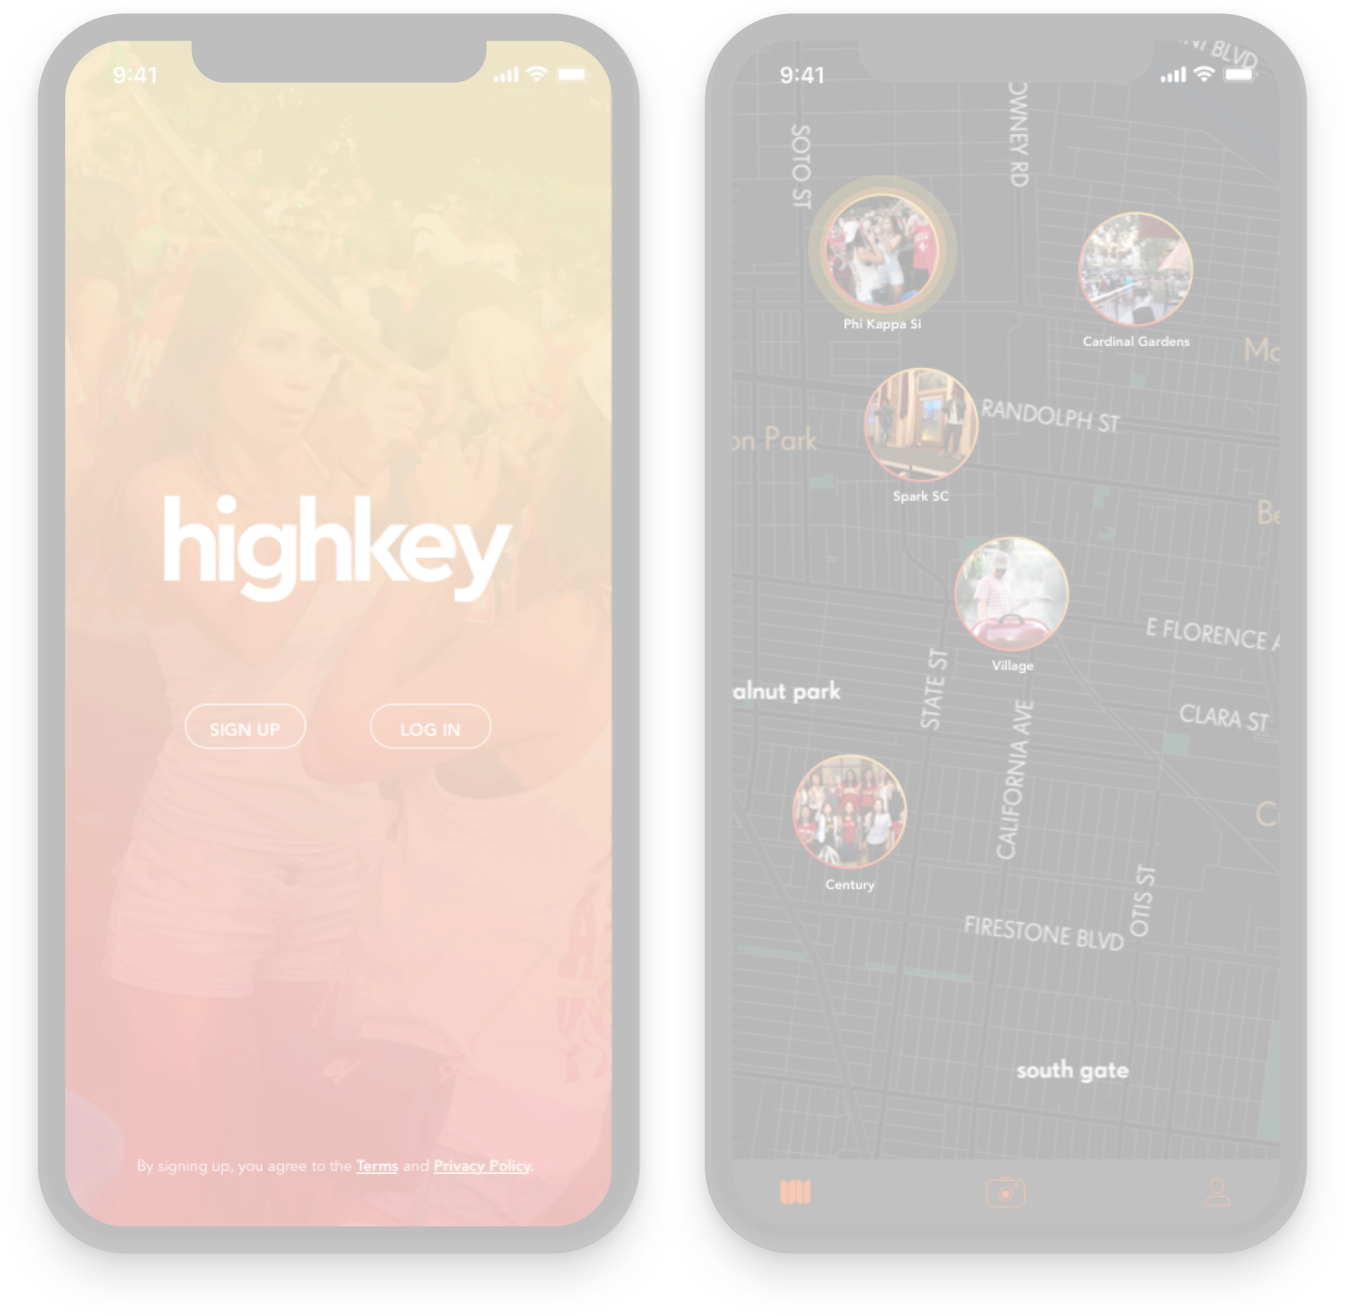 9:41
highkey
SIGN UP
LOG IN
By signing up, you agree to the Terms and Privacy Policy.
9:41
BLVD
SOTO ST
OWNEY RD
Phi Kappa Si
Cardinal Gardens
Mo
RANDOLPH ST
on Park
Spark SC
Be
E FLORENCE A
Village
STATE ST
alnut park
CLARA ST
CALIFORNIA AVE
Century
OTIS ST
FIRESTONE BLVD
south gate